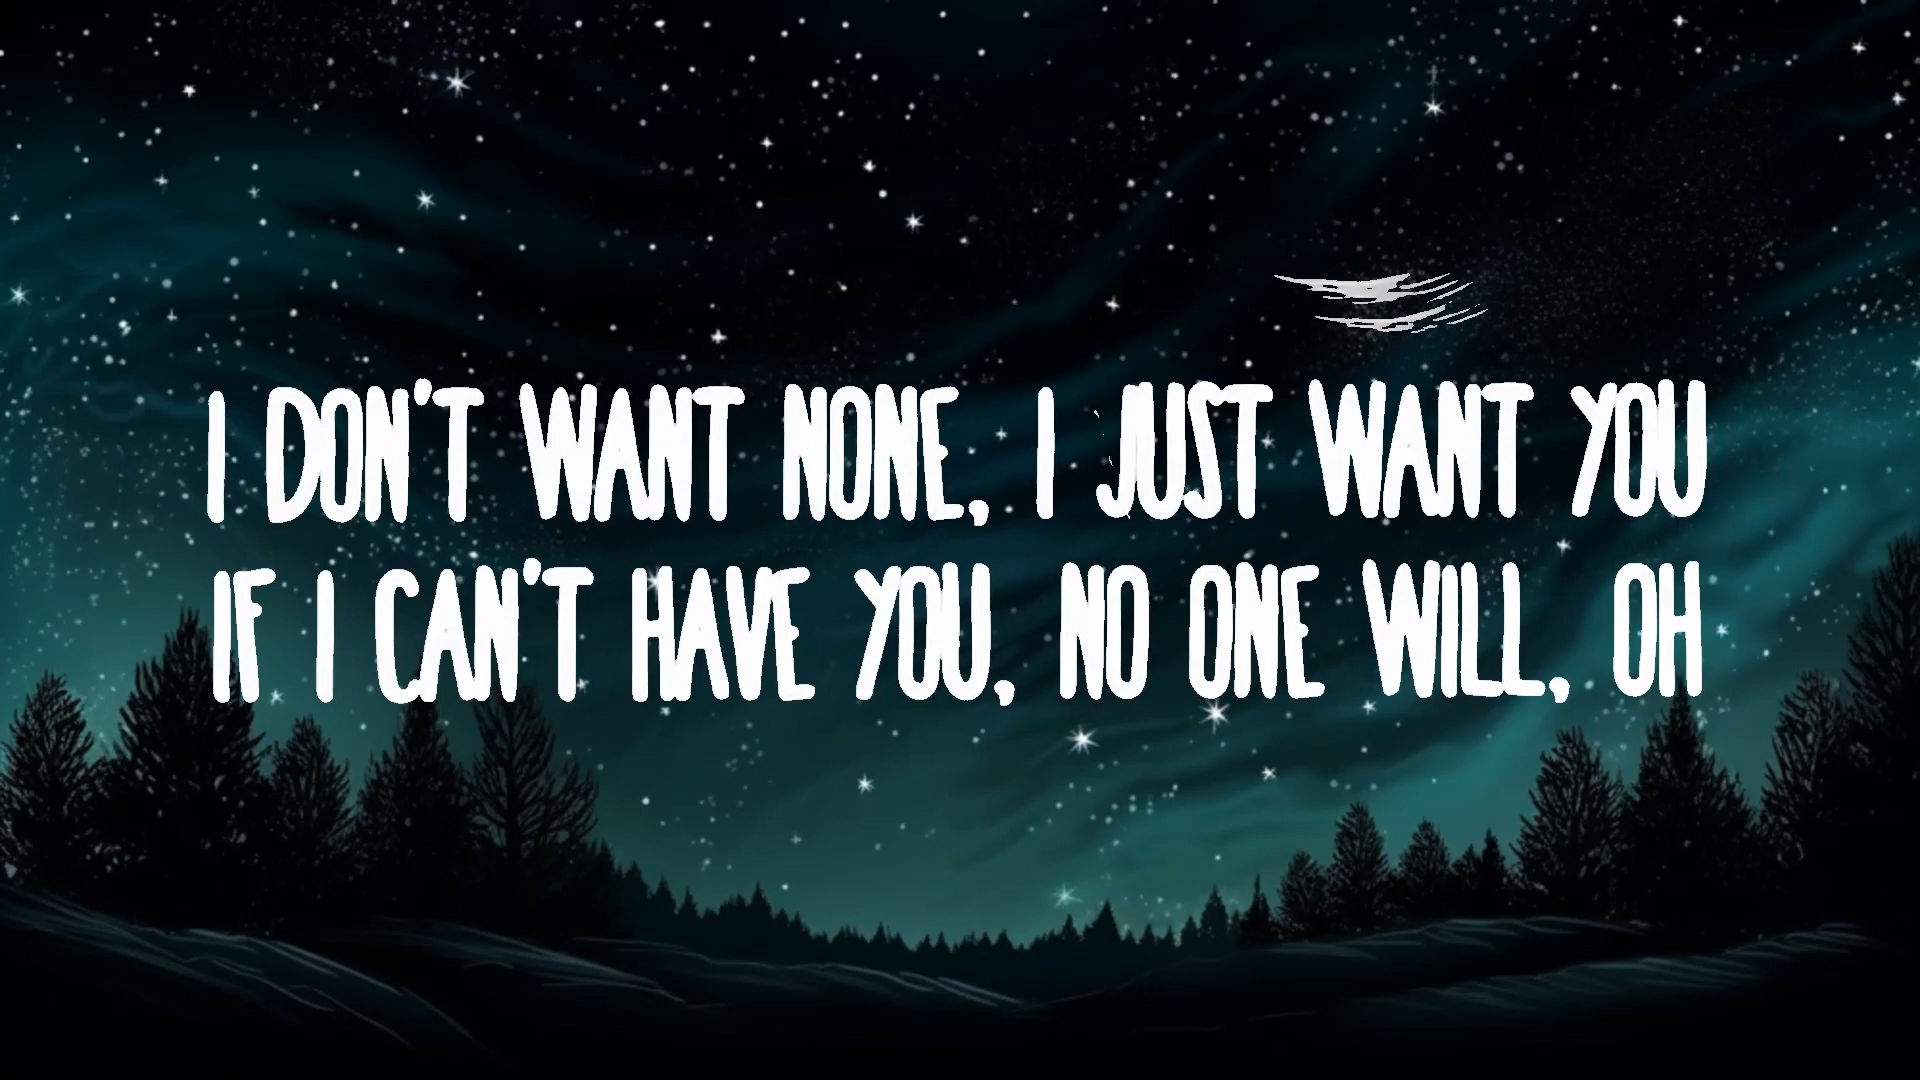 I DON'T WANT NONE, I JUST WANT YOU
IF I CAN'T HAVE YOU, NO ONE WILL, OH